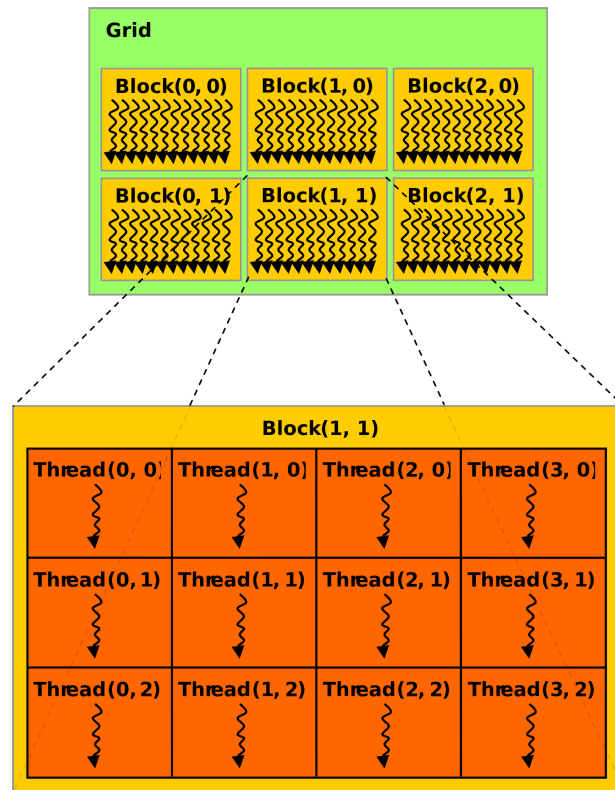 Grid
Block(0, 0) Block(1, 0) Block(2, 0)
Block(0, 1) Block(1, 1) Block(2, 1)
Block(1, 1)
Thread(0, 0) Thread(1, 0) Thread(2, 0) Thread(3, 0)
Thread(0, 1) Thread(1, 1) Thread(2, 1) Thread(3, 1)
Thread(0, 2) Thread(1, 2) Thread(2, 2) Thread(3, 2)